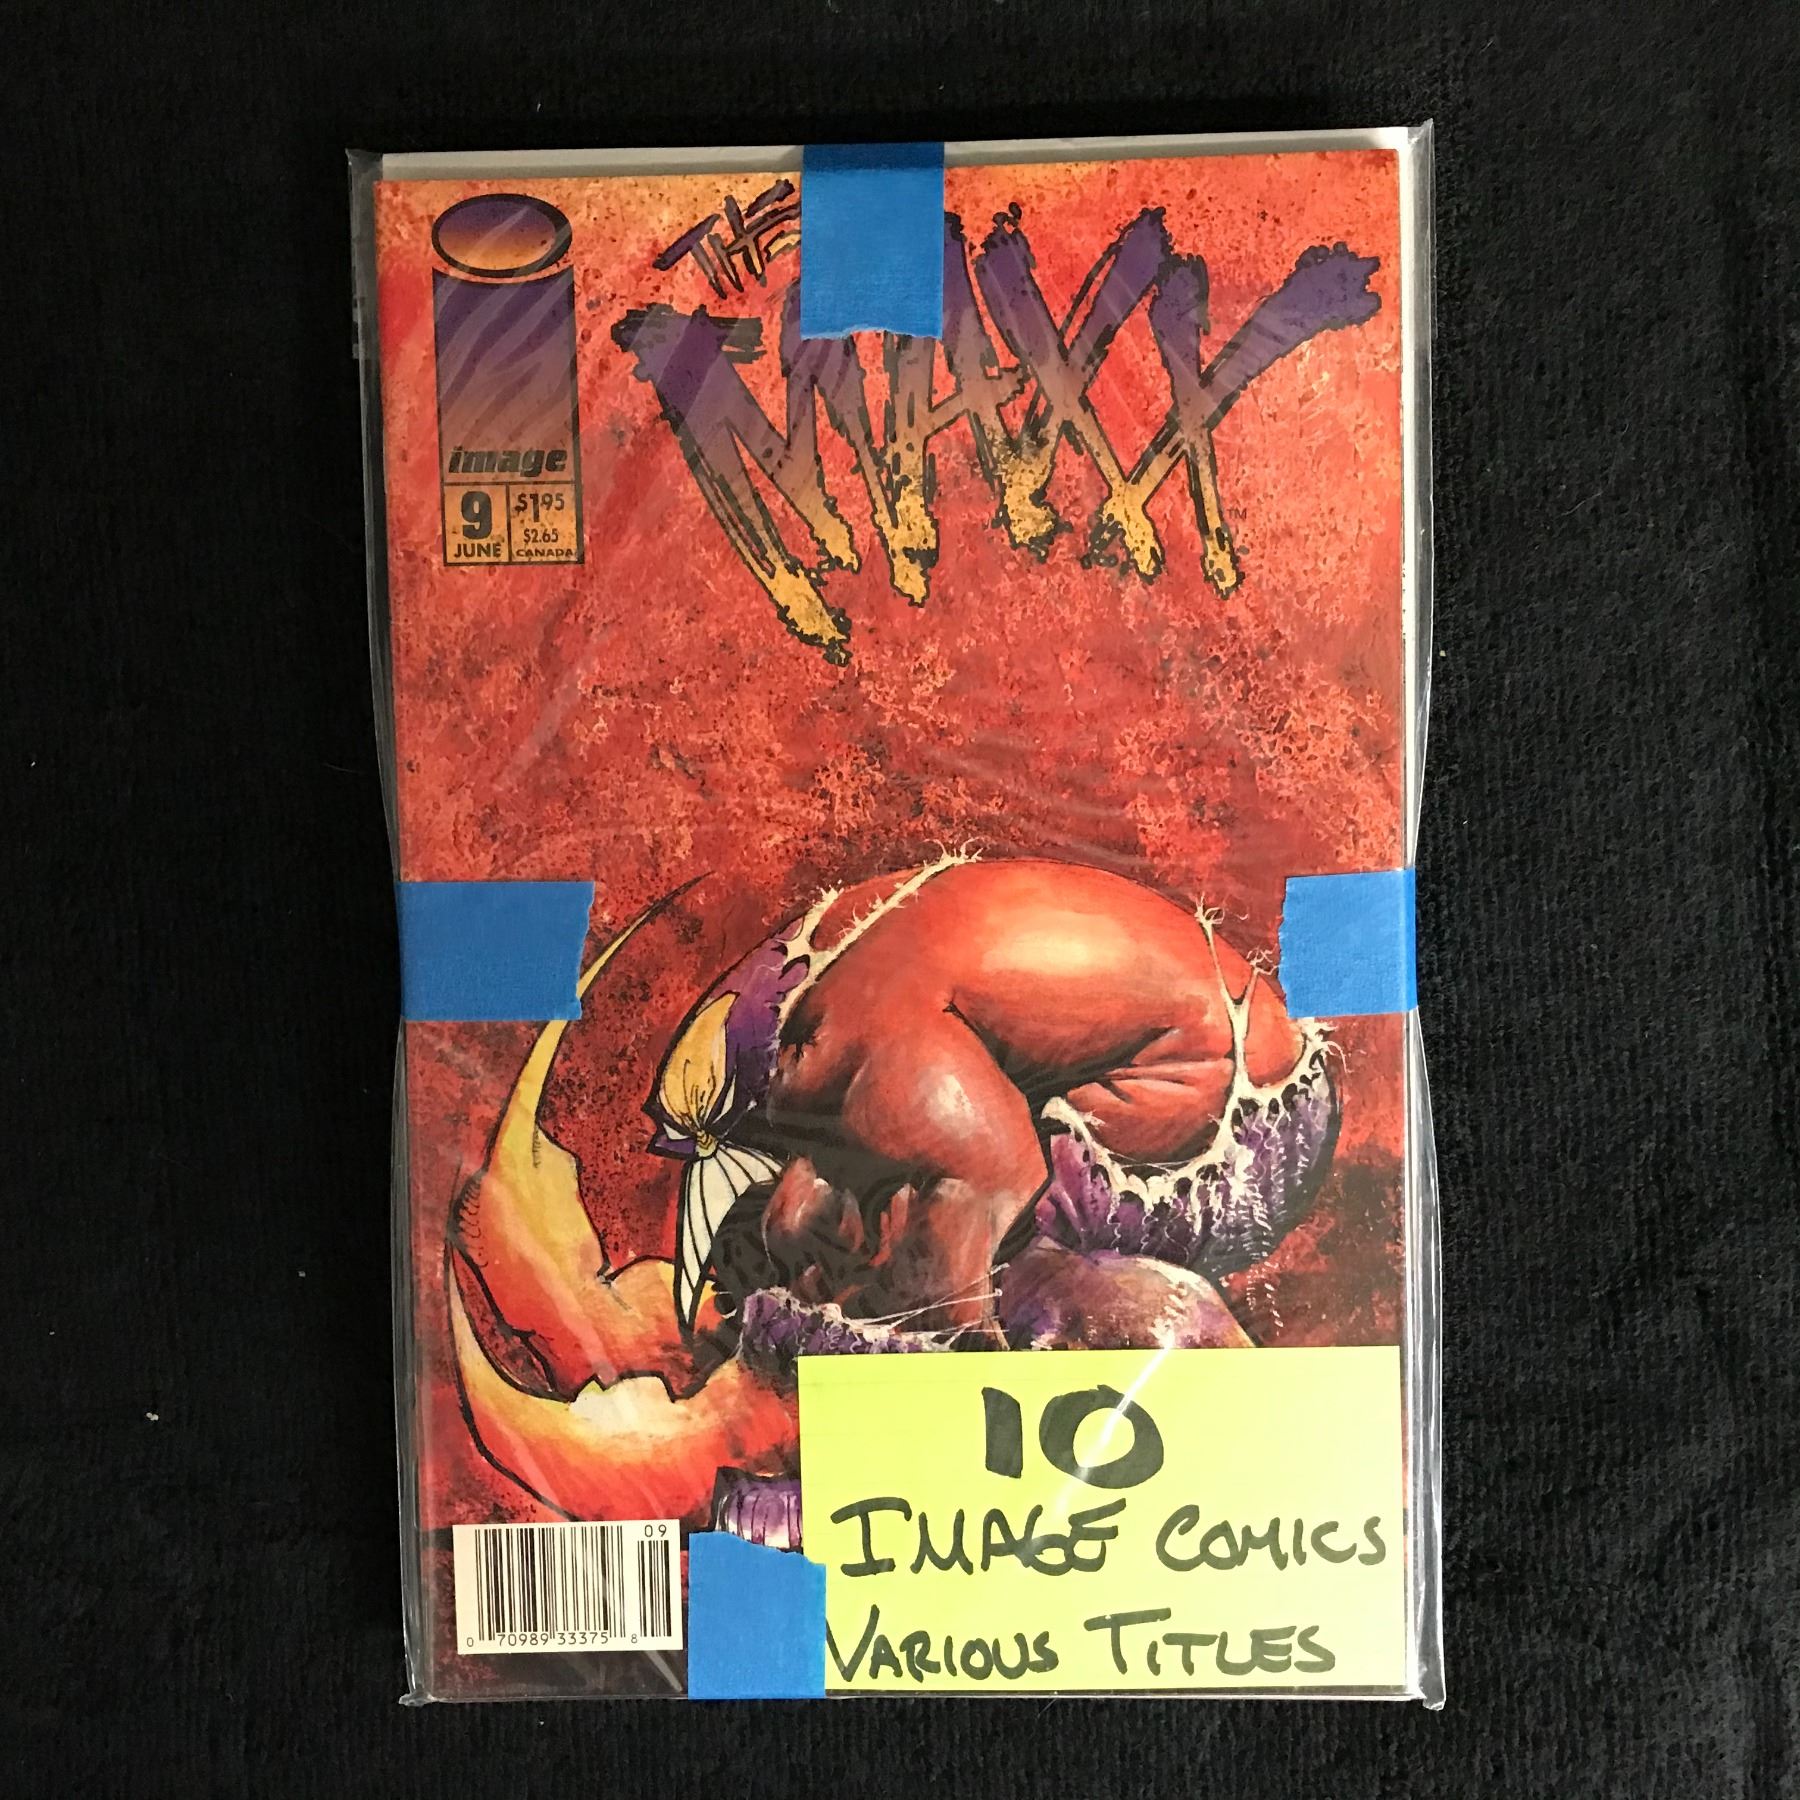 THE
MAXX
TM
image
9 $1.95
JUNE $2.65
CANADA
10
IMAGE COMICS
VARIOUS TITLES
09
0 70989 33375 8